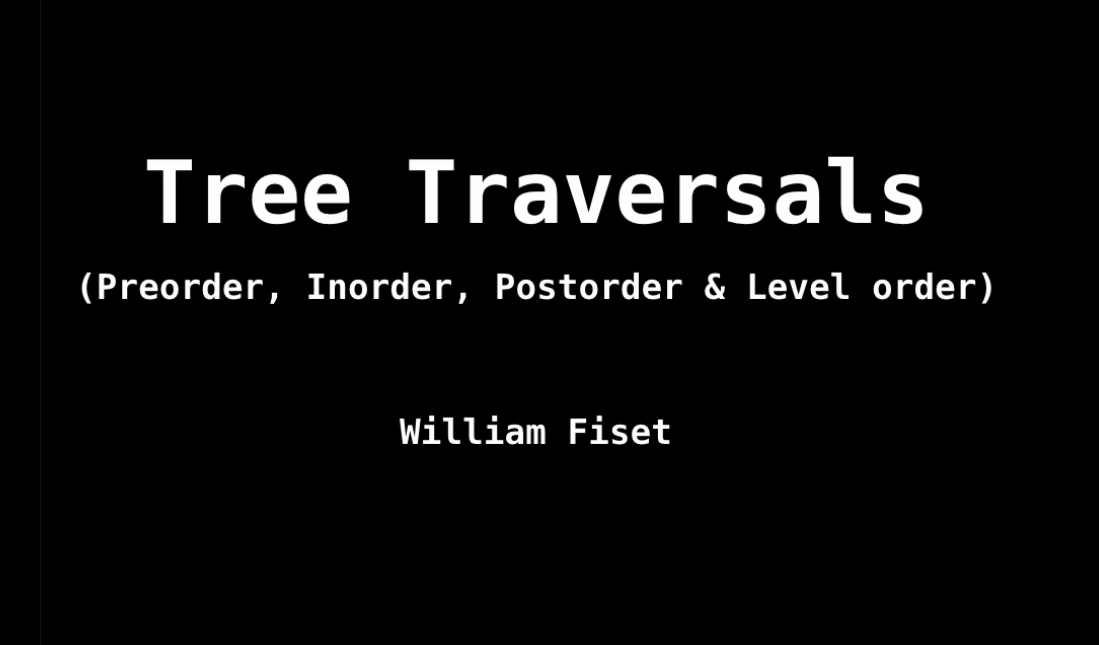 Tree Traversals
(Preorder, Inorder, Postorder & Level order)
William Fiset